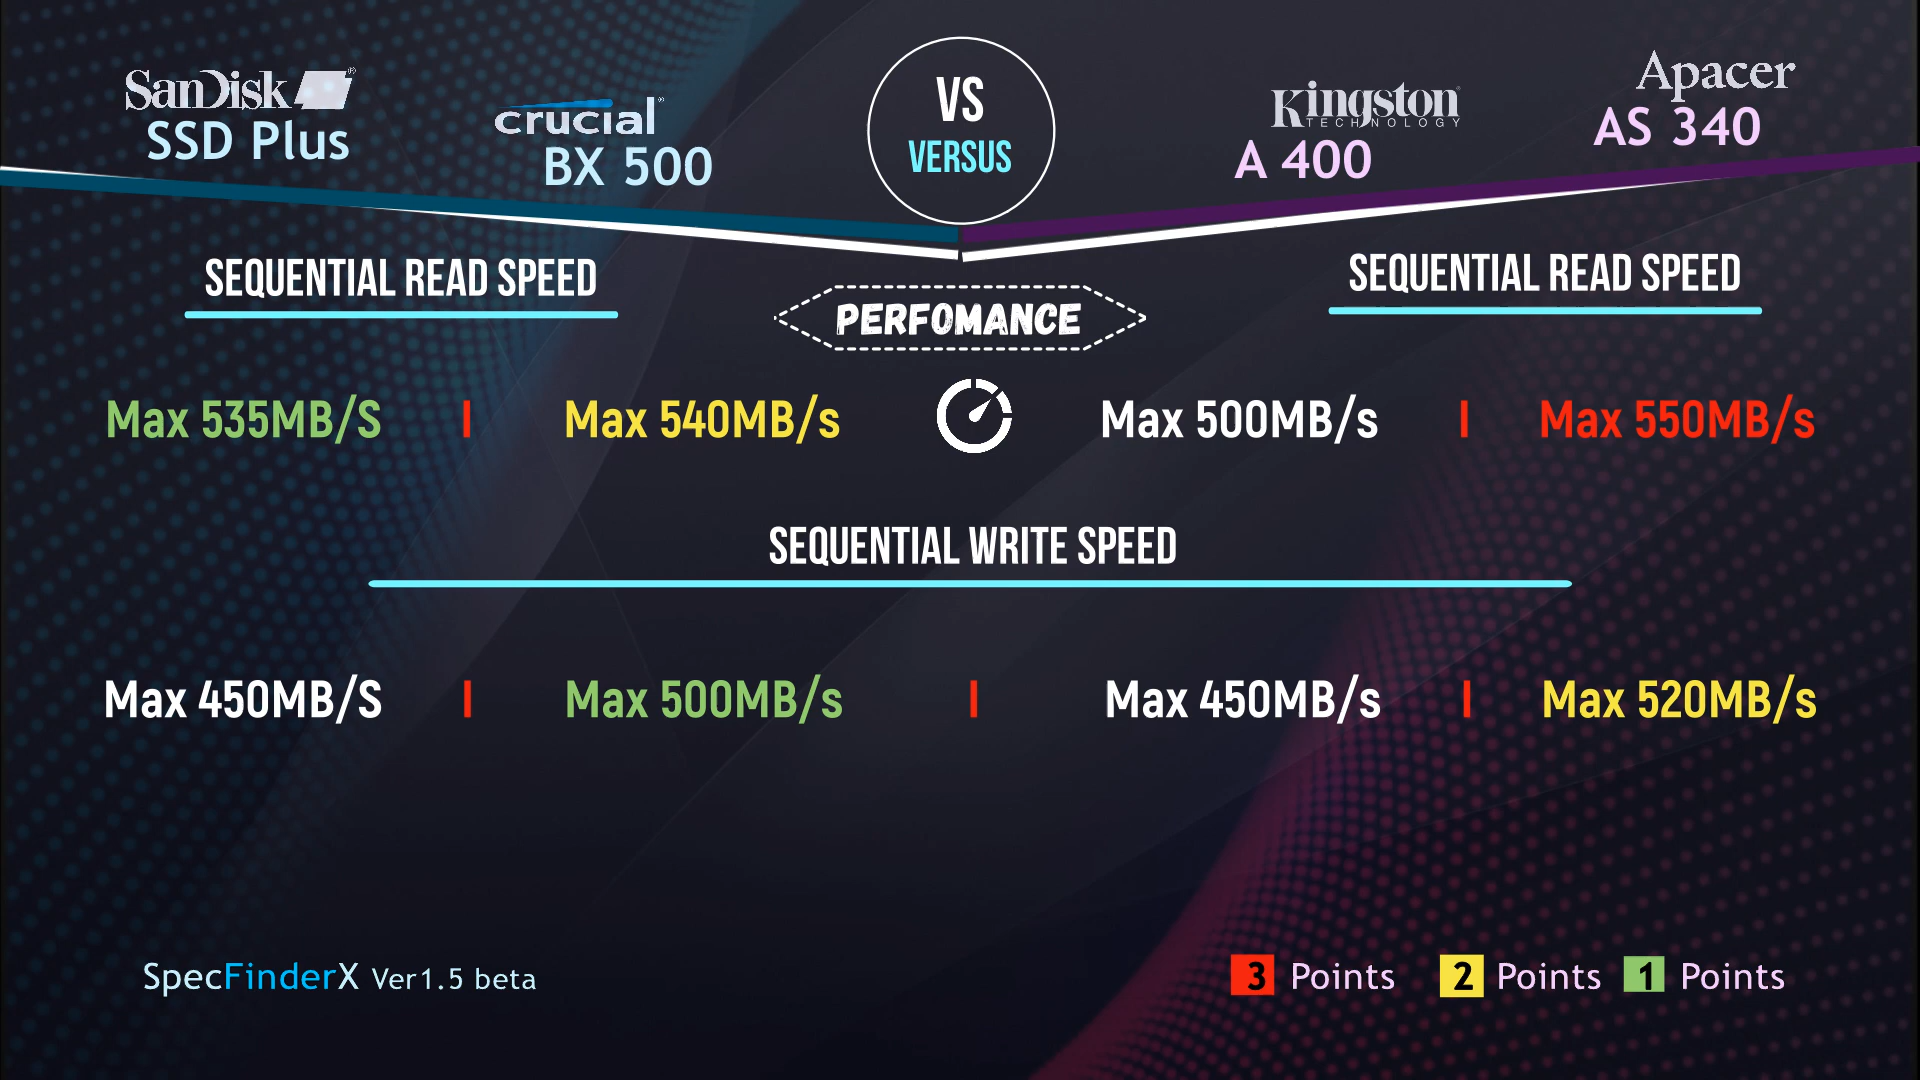 SanDisk®
SSD Plus
crucial®
BX 500
VS
VERSUS
Kingston®
TECHNOLOGY
A 400
Apacer
AS 340
SEQUENTIAL READ SPEED
SEQUENTIAL READ SPEED
PERFOMANCE
Max 535MB/S | Max 540MB/s Max 500MB/s | Max 550MB/s
SEQUENTIAL WRITE SPEED
Max 450MB/S | Max 500MB/s | Max 450MB/s | Max 520MB/s
SpecFinderX Ver1.5 beta
3 Points 2 Points 1 Points